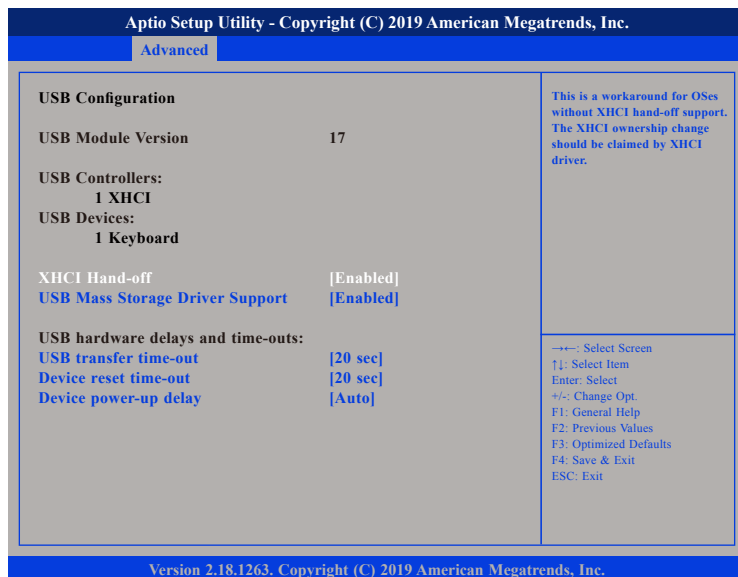 Aptio Setup Utility - Copyright (C) 2019 American Megatrends, Inc.
Advanced
USB Configuration
USB Module Version 17
USB Controllers:
1 XHCI
USB Devices:
1 Keyboard
XHCI Hand-off [Enabled]
USB Mass Storage Driver Support [Enabled]
USB hardware delays and time-outs:
USB transfer time-out [20 sec]
Device reset time-out [20 sec]
Device power-up delay [Auto]
This is a workaround for OSes
without XHCI hand-off support.
The XHCI ownership change
should be claimed by XHCI
driver.
→←: Select Screen
↑↓: Select Item
Enter: Select
+/-: Change Opt.
F1: General Help
F2: Previous Values
F3: Optimized Defaults
F4: Save & Exit
ESC: Exit
Version 2.18.1263. Copyright (C) 2019 American Megatrends, Inc.